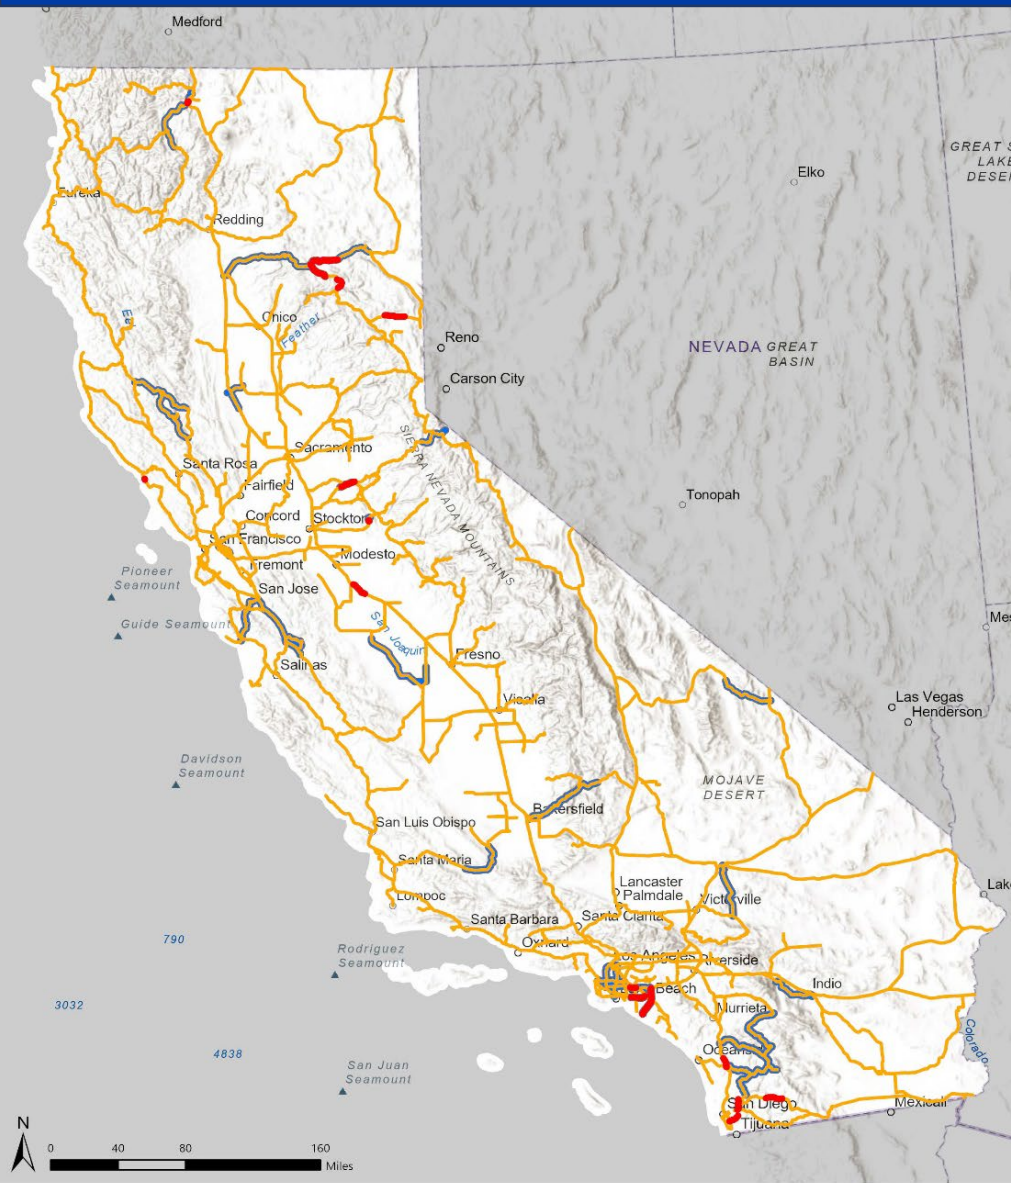 Medford
GREAT S
LAKE
DESE
Elko
Eureka
Redding
Chico
Feather
Reno
NEVADA
GREAT
BASIN
Carson City
SIERRA NEVADA MOUNTAINS
Sacramento
Santa Rosa
Fairfield
Tonopah
Concord
Stockton
San Francisco
Modesto
Fremont
Pioneer
Seamount
San Jose
Guide Seamount
San Joaquin
Mes
Salinas
Fresno
Visalia
Las Vegas
Henderson
Davidson
Seamount
MOJAVE
DESERT
Bakersfield
San Luis Obispo
Santa Maria
Lancaster
Palmdale
Lake
Lompoc
Victorville
Santa Barbara
Santa Clarita
790
Oxnard
Rodriguez
Seamount
Los Angeles
Riverside
Indio
3032
Long Beach
Murrieta
Colorado
4838
Oceanside
San Juan
Seamount
San Diego
Mexicali
Tijuana
N
0 40 80 160
Miles